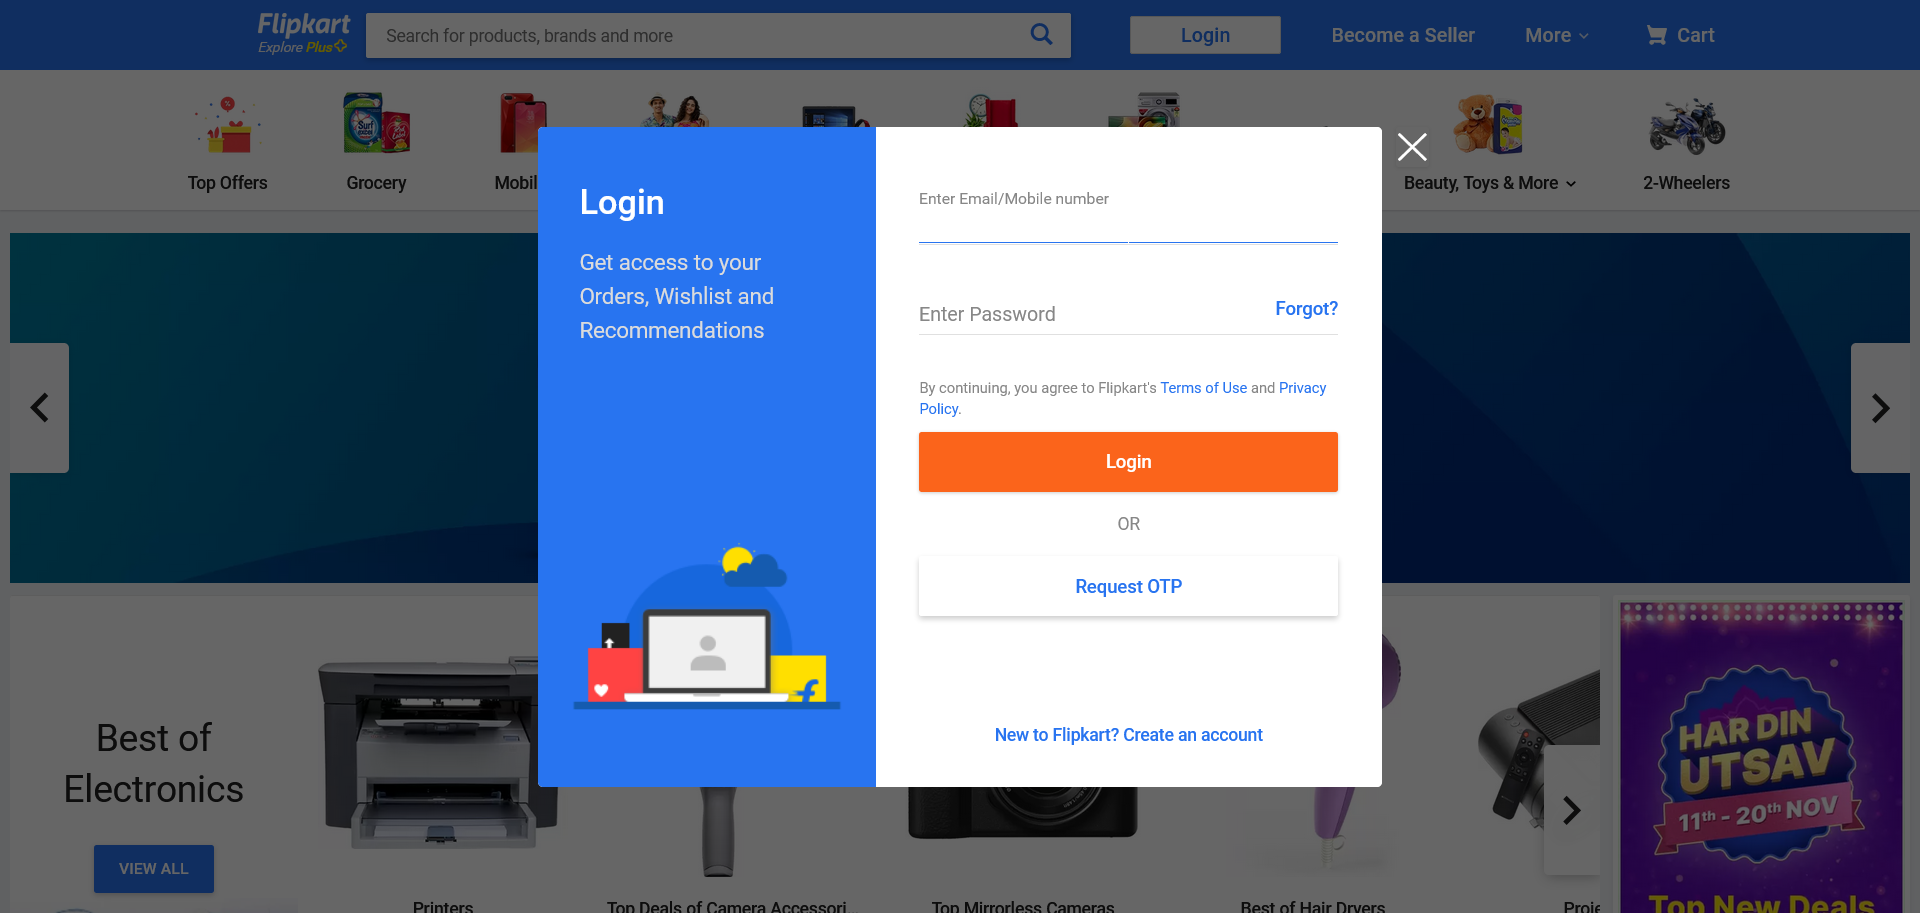 Flipkart
Explore Plus
Search for products, brands and more
Login
Become a Seller
More
Cart
Top Offers
Grocery
Mobil
Beauty, Toys & More
2-Wheelers
Login
Get access to your
Orders, Wishlist and
Recommendations
Enter Email/Mobile number
Enter Password
Forgot?
By continuing, you agree to Flipkart's Terms of Use and Privacy
Policy.
Login
OR
Request OTP
New to Flipkart? Create an account
Best of
Electronics
VIEW ALL
Printers
Top Deals of Camera Accessori...
Top Mirrorless Cameras
Best of Hair Dryers
Proje
HAR DIN
UTSAV
11th - 20th NOV
Top New Deals